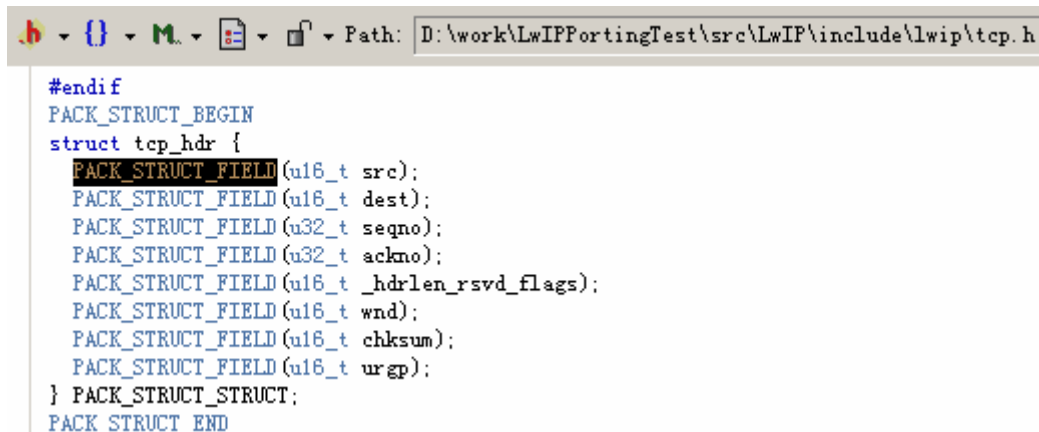 .h {} M.. Path: D:\work\LwIPPortingTest\src\LwIP\include\lwip\tcp.h
#endif
PACK_STRUCT_BEGIN
struct tcp_hdr {
PACK_STRUCT_FIELD(u16_t src);
PACK_STRUCT_FIELD(u16_t dest);
PACK_STRUCT_FIELD(u32_t seqno);
PACK_STRUCT_FIELD(u32_t ackno);
PACK_STRUCT_FIELD(u16_t _hdrlen_rsvd_flags);
PACK_STRUCT_FIELD(u16_t wnd);
PACK_STRUCT_FIELD(u16_t chksum);
PACK_STRUCT_FIELD(u16_t urgp);
} PACK_STRUCT_STRUCT;
PACK_STRUCT_END